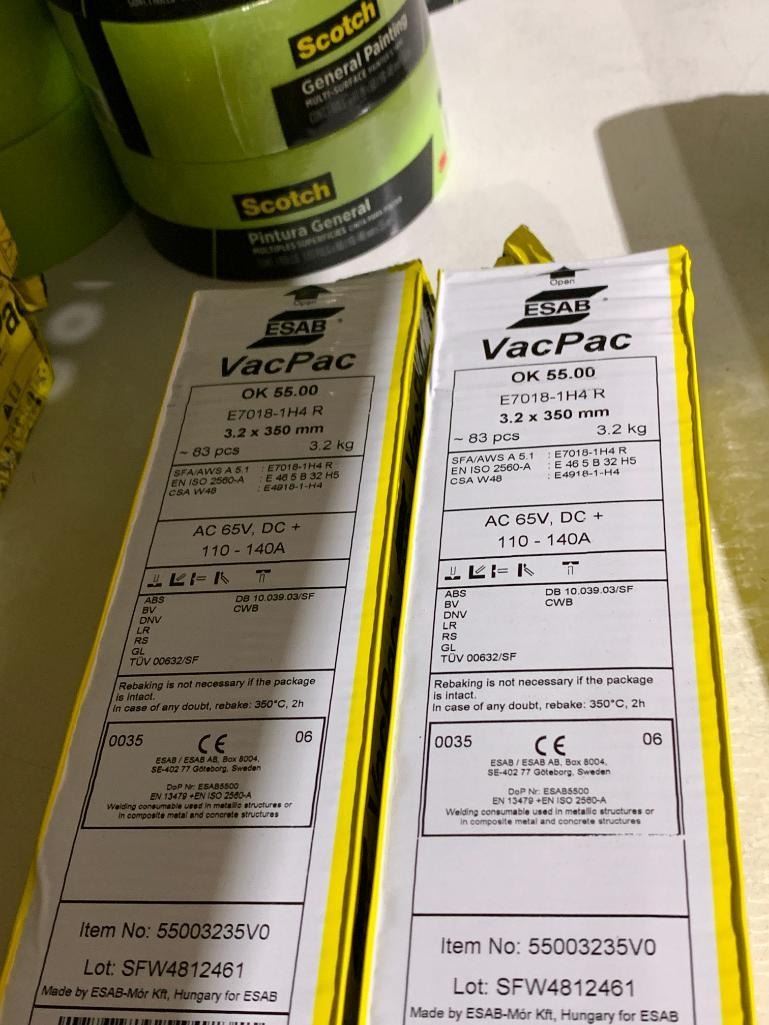 Scotch
General Painting
MULTI-SURFACE PAINTER'S TAPE
Scotch
Pintura General
MULTIPLES SUPERFICIES CINTA PARA PINTOR
Open
ESAB
VacPac
OK 55.00
E7018-1H4 R
3.2 x 350 mm
~ 83 pcs 3.2 kg
SFA/AWS A 5.1 : E7018-1H4 R
EN ISO 2560-A : E 46 5 B 32 H5
CSA W48 : E4918-1-H4
AC 65V, DC +
110 - 140A
ABS DB 10.039.03/SF
BV CWB
DNV
LR
RS
GL
TÜV 00632/SF
Rebaking is not necessary if the package
is intact.
In case of any doubt, rebake: 350°C, 2h
0035 CE 06
ESAB / ESAB AB, Box 8004,
SE-402 77 Göteborg, Sweden
DoP Nr: ESAB5500
EN 13479 +EN ISO 2560-A
Welding consumable used in metallic structures or
in composite metal and concrete structures
Item No: 55003235V0
Lot: SFW4812461
Made by ESAB-Mór Kft, Hungary for ESAB
Open
ESAB
VacPac
OK 55.00
E7018-1H4 R
3.2 x 350 mm
~ 83 pcs 3.2 kg
SFA/AWS A 5.1 : E7018-1H4 R
EN ISO 2560-A : E 46 5 B 32 H5
CSA W48 : E4918-1-H4
AC 65V, DC +
110 - 140A
ABS DB 10.039.03/SF
BV CWB
DNV
LR
RS
GL
TÜV 00632/SF
Rebaking is not necessary if the package
is intact.
In case of any doubt, rebake: 350°C, 2h
0035 CE 06
ESAB / ESAB AB, Box 8004,
SE-402 77 Göteborg, Sweden
DoP Nr: ESAB5500
EN 13479 +EN ISO 2560-A
Welding consumable used in metallic structures or
in composite metal and concrete structures
Item No: 55003235V0
Lot: SFW4812461
Made by ESAB-Mór Kft, Hungary for ESAB